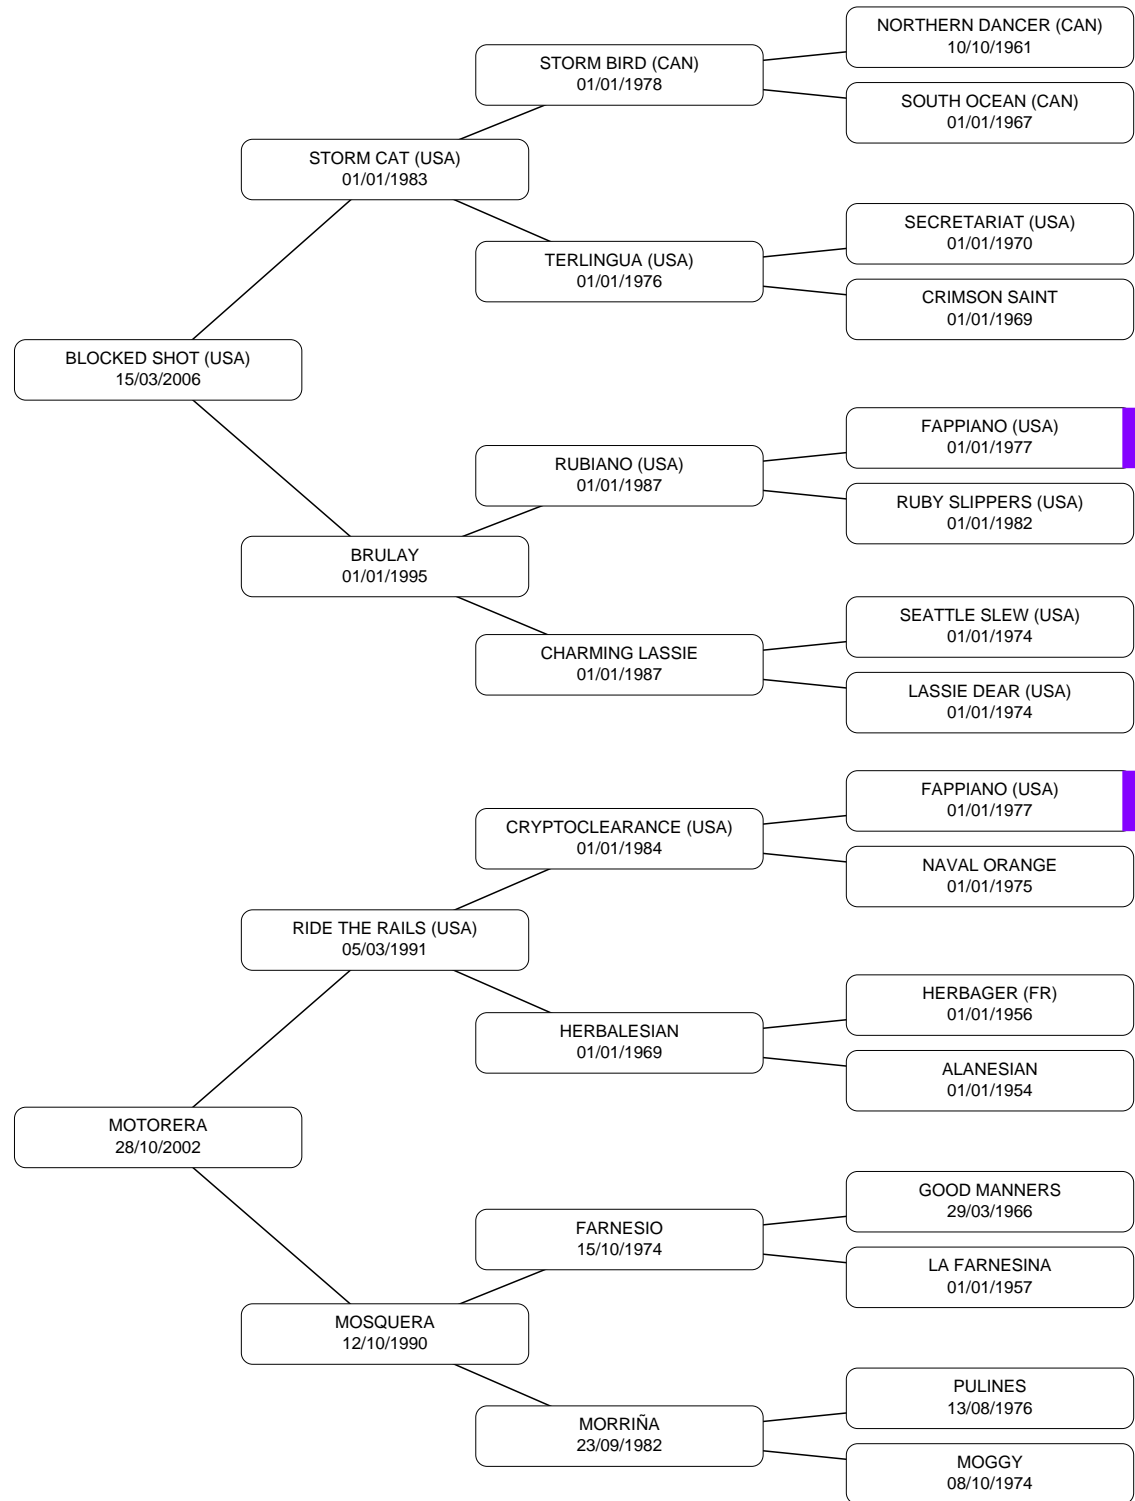 NORTHERN DANCER (CAN)
10/10/1961
STORM BIRD (CAN)
01/01/1978
SOUTH OCEAN (CAN)
01/01/1967
STORM CAT (USA)
01/01/1983
SECRETARIAT (USA)
01/01/1970
TERLINGUA (USA)
01/01/1976
CRIMSON SAINT
01/01/1969
BLOCKED SHOT (USA)
15/03/2006
FAPPIANO (USA)
01/01/1977
RUBIANO (USA)
01/01/1987
RUBY SLIPPERS (USA)
01/01/1982
BRULAY
01/01/1995
SEATTLE SLEW (USA)
01/01/1974
CHARMING LASSIE
01/01/1987
LASSIE DEAR (USA)
01/01/1974
FAPPIANO (USA)
01/01/1977
CRYPTOCLEARANCE (USA)
01/01/1984
NAVAL ORANGE
01/01/1975
RIDE THE RAILS (USA)
05/03/1991
HERBAGER (FR)
01/01/1956
HERBALESIAN
01/01/1969
ALANESIAN
01/01/1954
MOTORERA
28/10/2002
GOOD MANNERS
29/03/1966
FARNESIO
15/10/1974
LA FARNESINA
01/01/1957
MOSQUERA
12/10/1990
PULINES
13/08/1976
MORRIÑA
23/09/1982
MOGGY
08/10/1974